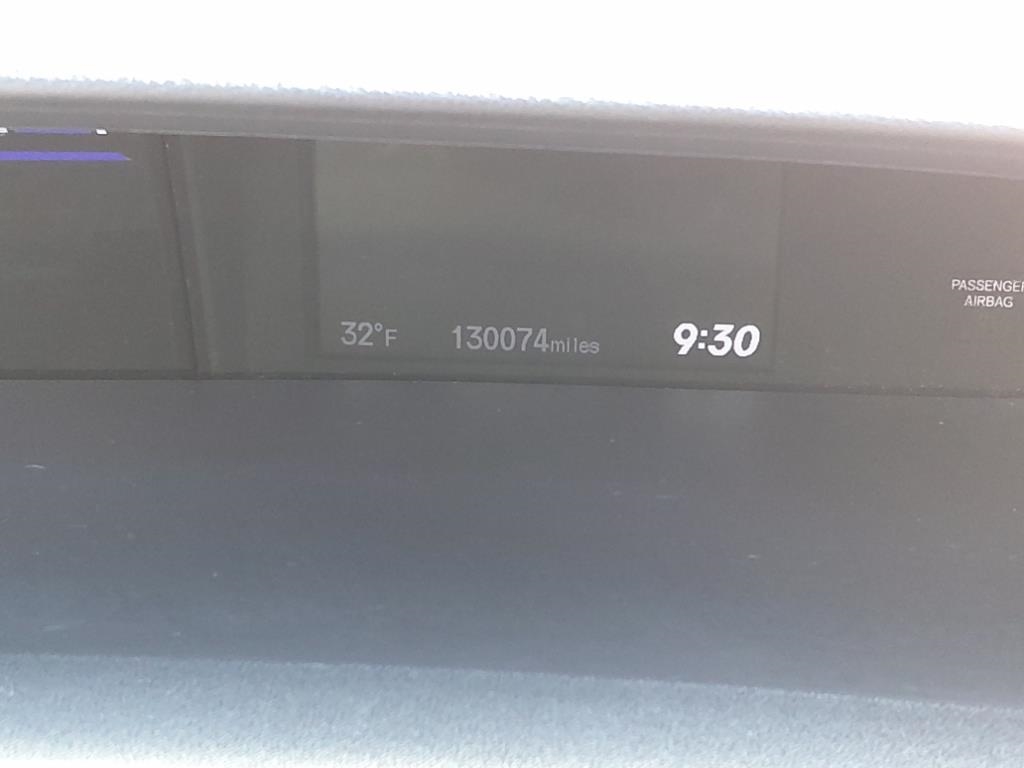 32°F 130074miles 9:30
PASSENGER
AIRBAG